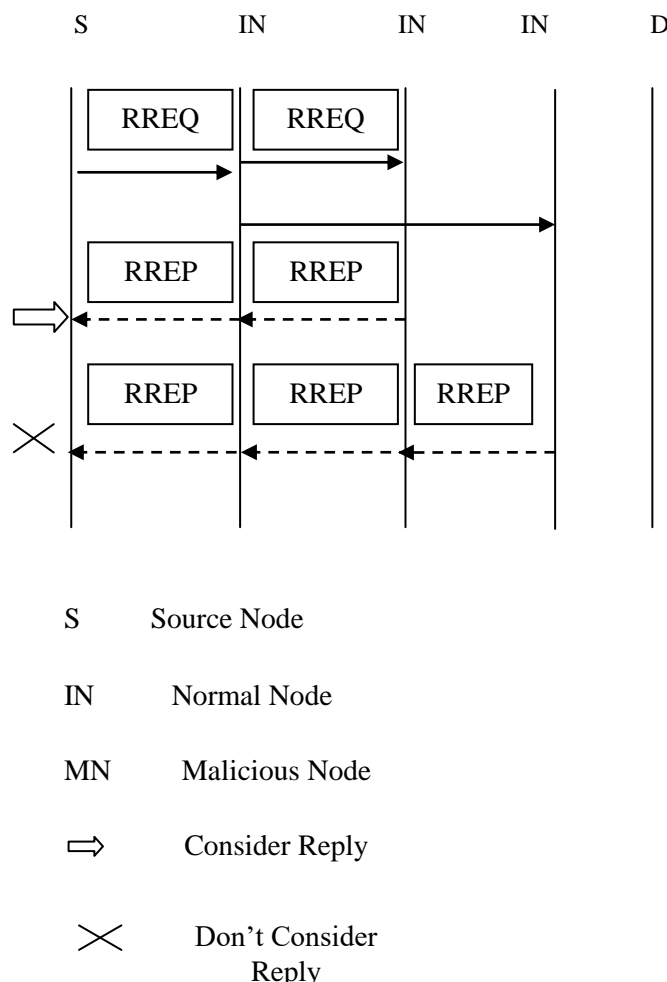 S IN IN IN D
RREQ RREQ
RREP RREP
RREP RREP RREP
S Source Node
IN Normal Node
MN Malicious Node
Consider Reply
Don’t Consider
Reply